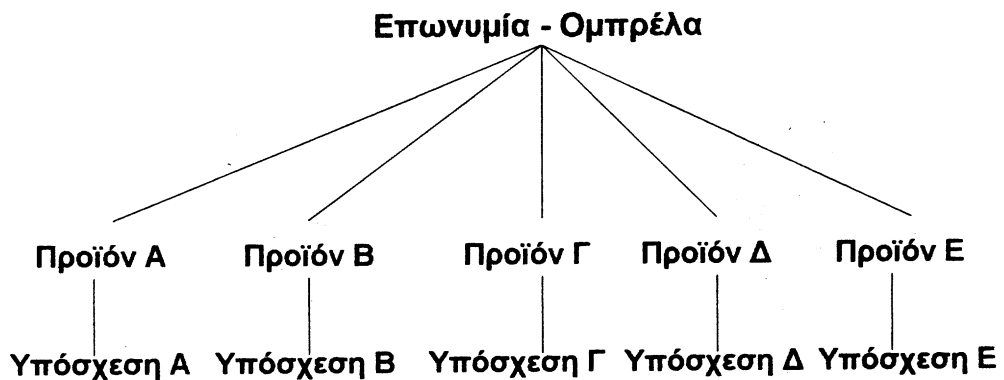 Επωνυμία - Ομπρέλα
Προϊόν Α Προϊόν Β Προϊόν Γ Προϊόν Δ Προϊόν Ε
Υπόσχεση Α Υπόσχεση Β Υπόσχεση Γ Υπόσχεση Δ Υπόσχεση Ε